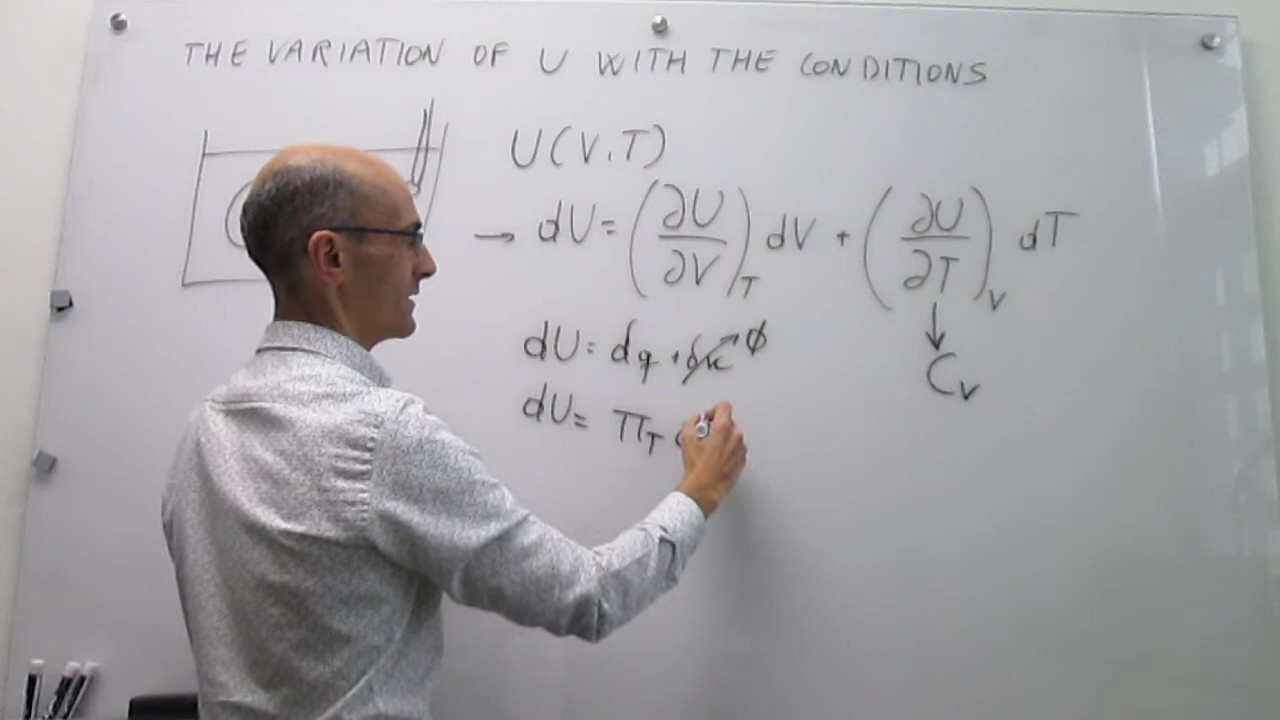 THE VARIATION OF U WITH THE CONDITIONS
U(V,T)
→ dU = (∂U/∂V)_T dV + (∂U/∂T)_V dT
↓
C_V
dU = dq + dw ↗ ∅
dU = π_T